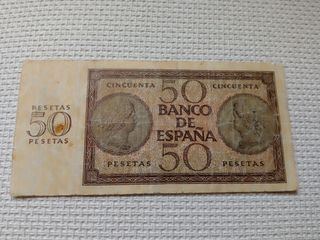 PESETAS
50
PESETAS
CINCUENTA 50 CINCUENTA
BANCO
DE
ESPAÑA
PESETAS 50 PESETAS